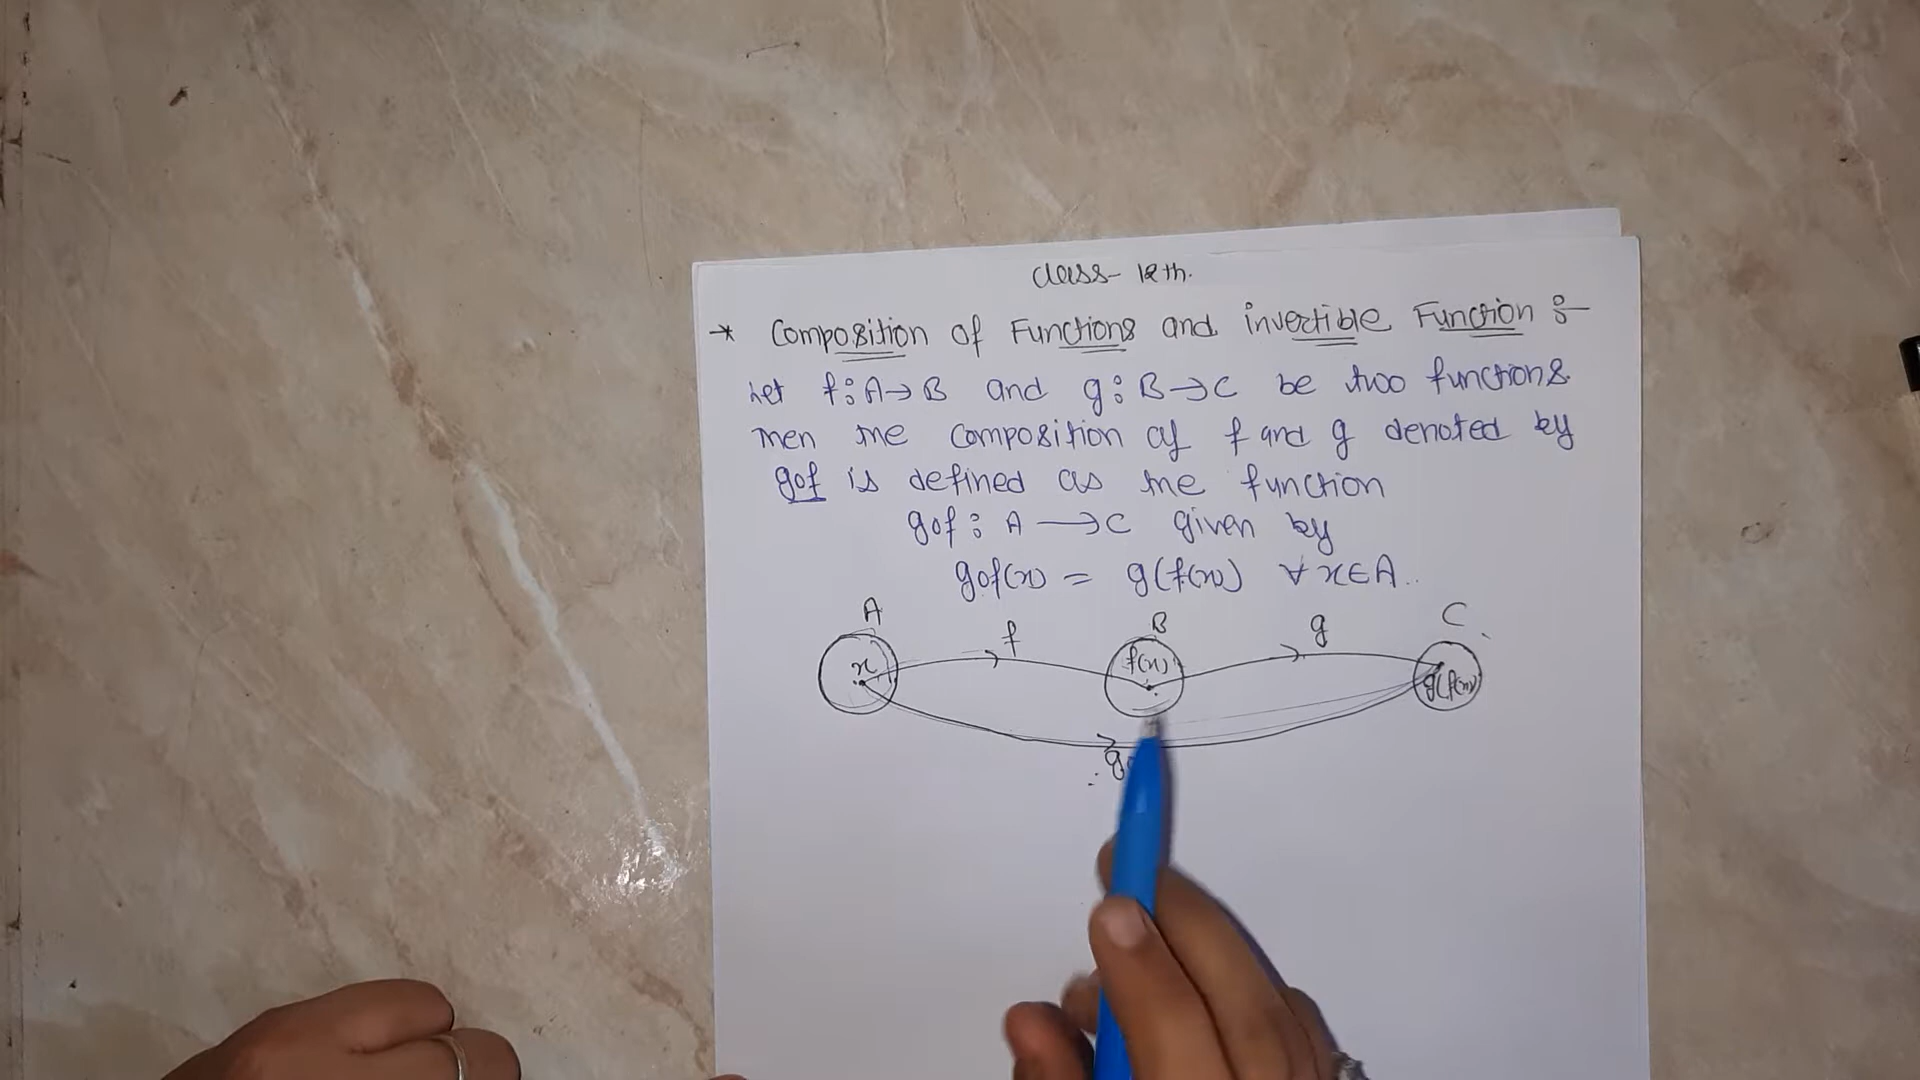 Class- 12th.
* Composition of Functions and invertible Function :-
Let f: A→B and g: B→C be two functions.
Then the composition of f and g denoted by
gof is defined as the function
gof: A → C given by
gof(x) = g(f(x)) ∀ x∈A..
A B C
f g
x f(x) g(f(x))